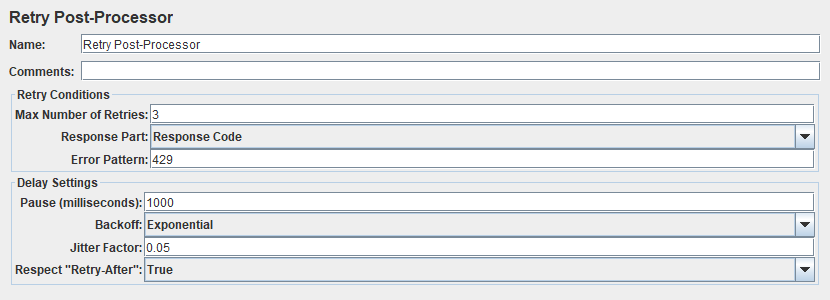 Retry Post-Processor
Name: Retry Post-Processor
Comments:
Retry Conditions
Max Number of Retries: 3
Response Part: Response Code
Error Pattern: 429
Delay Settings
Pause (milliseconds): 1000
Backoff: Exponential
Jitter Factor: 0.05
Respect "Retry-After": True